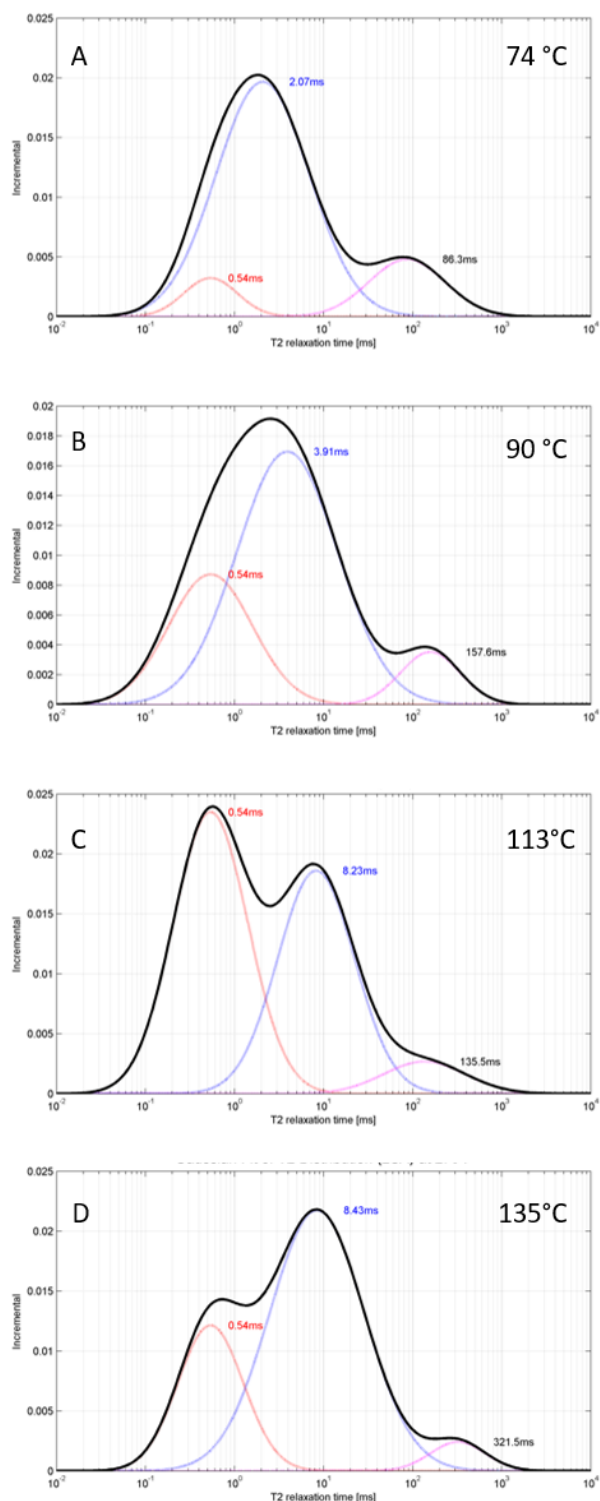 A
74 °C
0.025
0.02
0.015
0.01
0.005
0
Incremental
2.07ms
0.54ms
86.3ms
10-2
10-1
100
101
102
103
104
T2 relaxation time [ms]
B
90 °C
0.02
0.018
0.016
0.014
0.012
0.01
0.008
0.006
0.004
0.002
0
Incremental
3.91ms
0.54ms
157.6ms
10-2
10-1
100
101
102
103
104
T2 relaxation time [ms]
C
113°C
0.025
0.02
0.015
0.01
0.005
0
Incremental
0.54ms
8.23ms
135.5ms
10-2
10-1
100
101
102
103
104
T2 relaxation time [ms]
D
135°C
0.025
0.02
0.015
0.01
0.005
0
Incremental
8.43ms
0.54ms
321.5ms
10-2
10-1
100
101
102
103
104
T2 relaxation time [ms]